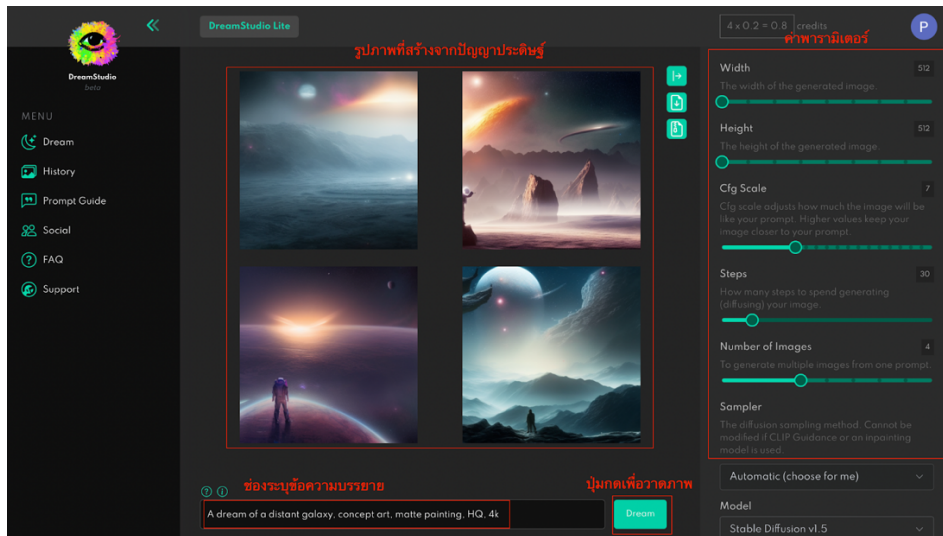 DreamStudio
beta
MENU
Dream
History
Prompt Guide
Social
FAQ
Support
DreamStudio Lite
4 x 0.2 = 0.8 credits
P
รูปภาพที่สร้างจากปัญญาประดิษฐ์
ช่องระบุข้อความบรรยาย
A dream of a distant galaxy, concept art, matte painting, HQ, 4k
ปุ่มกดเพื่อวาดภาพ
Dream
ค่าพารามิเตอร์
Width 512
The width of the generated image.
Height 512
The height of the generated image.
Cfg Scale 7
Cfg scale adjusts how much the image will be
like your prompt. Higher values keep your
image closer to your prompt.
Steps 30
How many steps to spend generating
(diffusing) your image.
Number of Images 4
To generate multiple images from one prompt.
Sampler
The diffusion sampling method. Cannot be
modified if CLIP Guidance or an inpainting
model is used.
Automatic (choose for me)
Model
Stable Diffusion v1.5